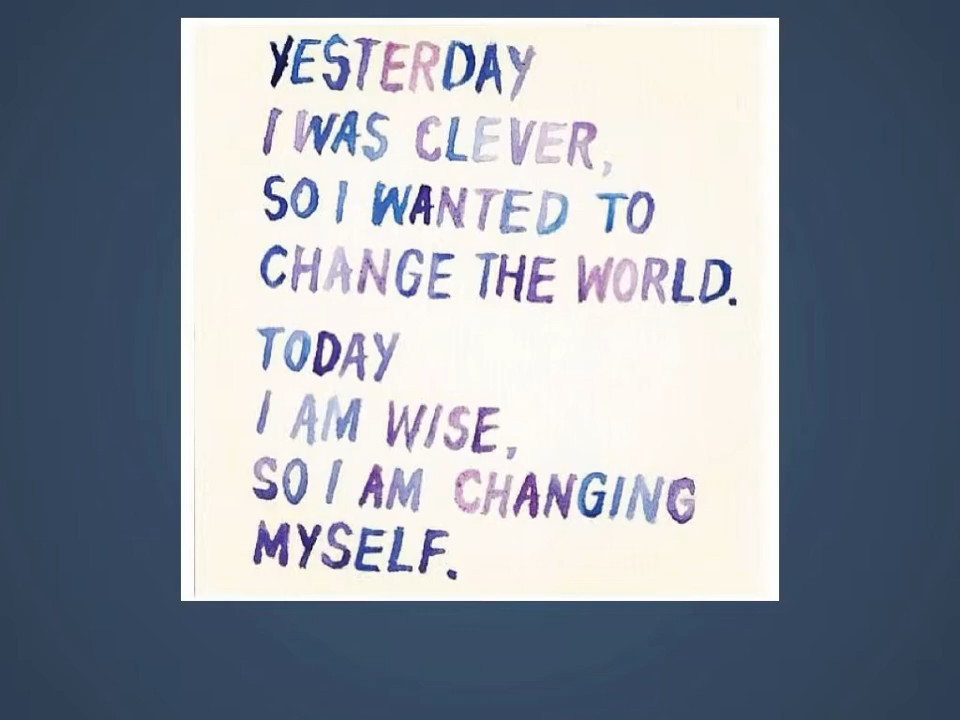 YESTERDAY
I WAS CLEVER,
SO I WANTED TO
CHANGE THE WORLD.
TODAY
I AM WISE,
SO I AM CHANGING
MYSELF.